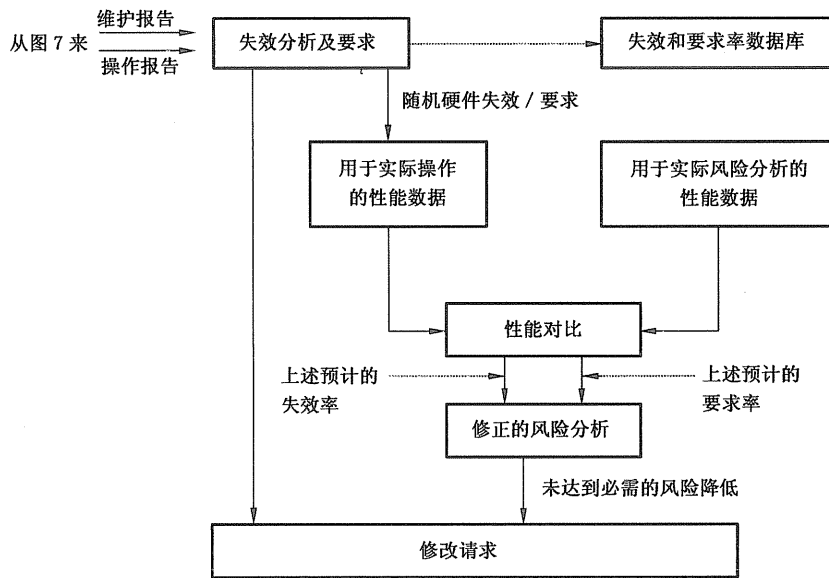 维护报告
从图 7 来
操作报告
失效分析及要求
失效和要求率数据库
随机硬件失效 / 要求
用于实际操作
的性能数据
用于实际风险分析的
性能数据
性能对比
上述预计的
失效率
上述预计的
要求率
修正的风险分析
未达到必需的风险降低
修改请求